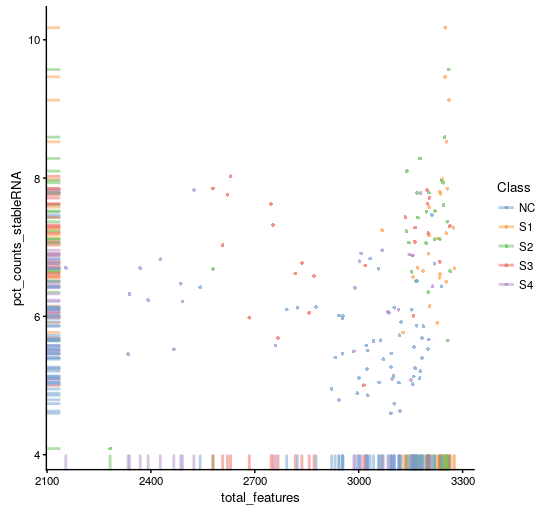 10
8
6
4
pct_counts_stableRNA
2100
2400
2700
3000
3300
total_features
Class
NC
S1
S2
S3
S4